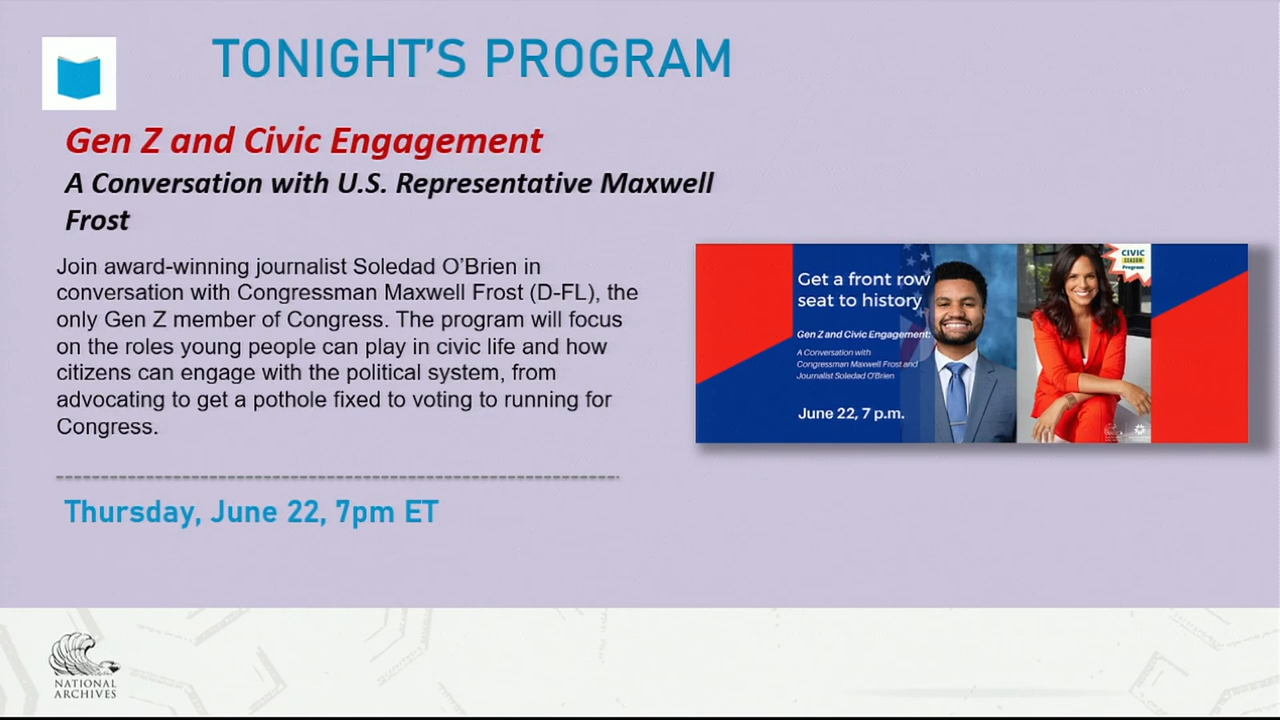 TONIGHT'S PROGRAM
Gen Z and Civic Engagement
A Conversation with U.S. Representative Maxwell
Frost
Join award-winning journalist Soledad O'Brien in
conversation with Congressman Maxwell Frost (D-FL), the
only Gen Z member of Congress. The program will focus
on the roles young people can play in civic life and how
citizens can engage with the political system, from
advocating to get a pothole fixed to voting to running for
Congress.
Thursday, June 22, 7pm ET
Get a front row
seat to history
Gen Z and Civic Engagement:
A Conversation with
Congressman Maxwell Frost and
Journalist Soledad O'Brien
June 22, 7 p.m.
CIVIC
SEASON
Program
NATIONAL
ARCHIVES